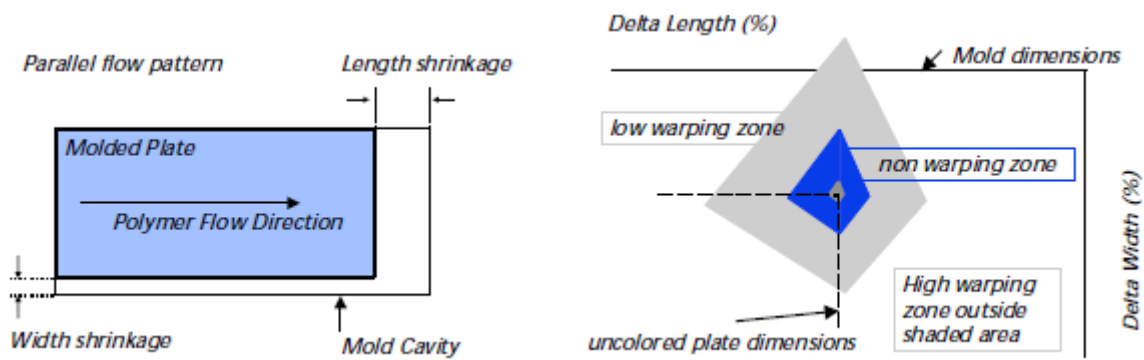 Parallel flow pattern
Length shrinkage
Molded Plate
Polymer Flow Direction
Width shrinkage
Mold Cavity
Delta Length (%)
Mold dimensions
low warping zone
non warping zone
High warping
zone outside
shaded area
uncolored plate dimensions
Delta Width (%)